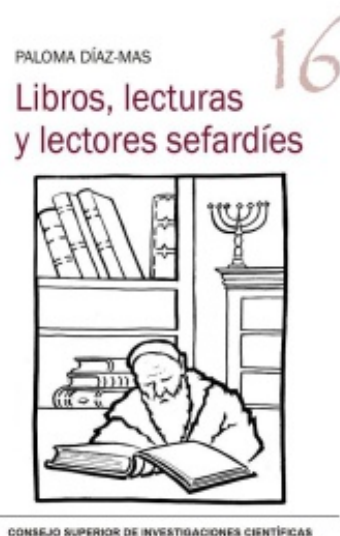 16
PALOMA DÍAZ-MAS
Libros, lecturas
y lectores sefardíes
CONSEJO SUPERIOR DE INVESTIGACIONES CIENTÍFICAS